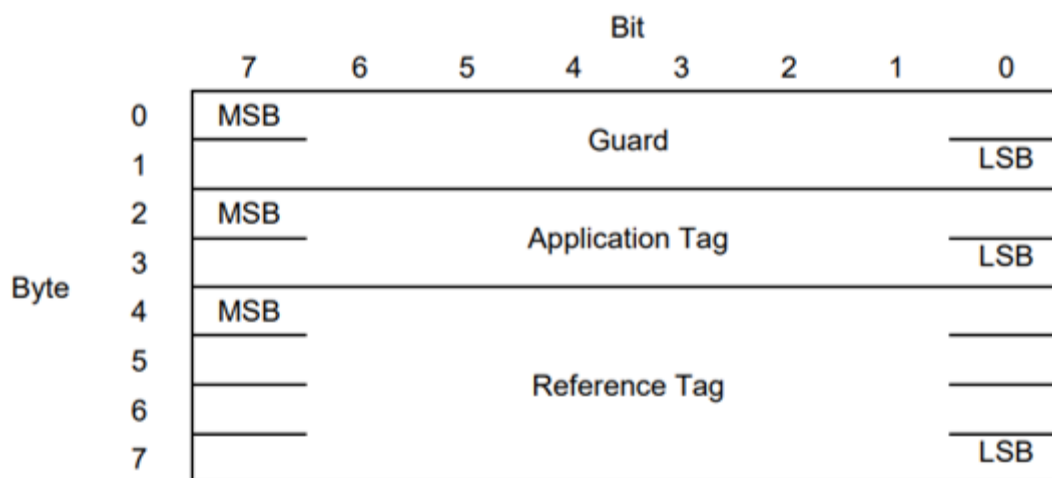 Bit
7 6 5 4 3 2 1 0
0 MSB
Guard
1 LSB
2 MSB
Application Tag
3 LSB
Byte
4 MSB
5
Reference Tag
6
7 LSB